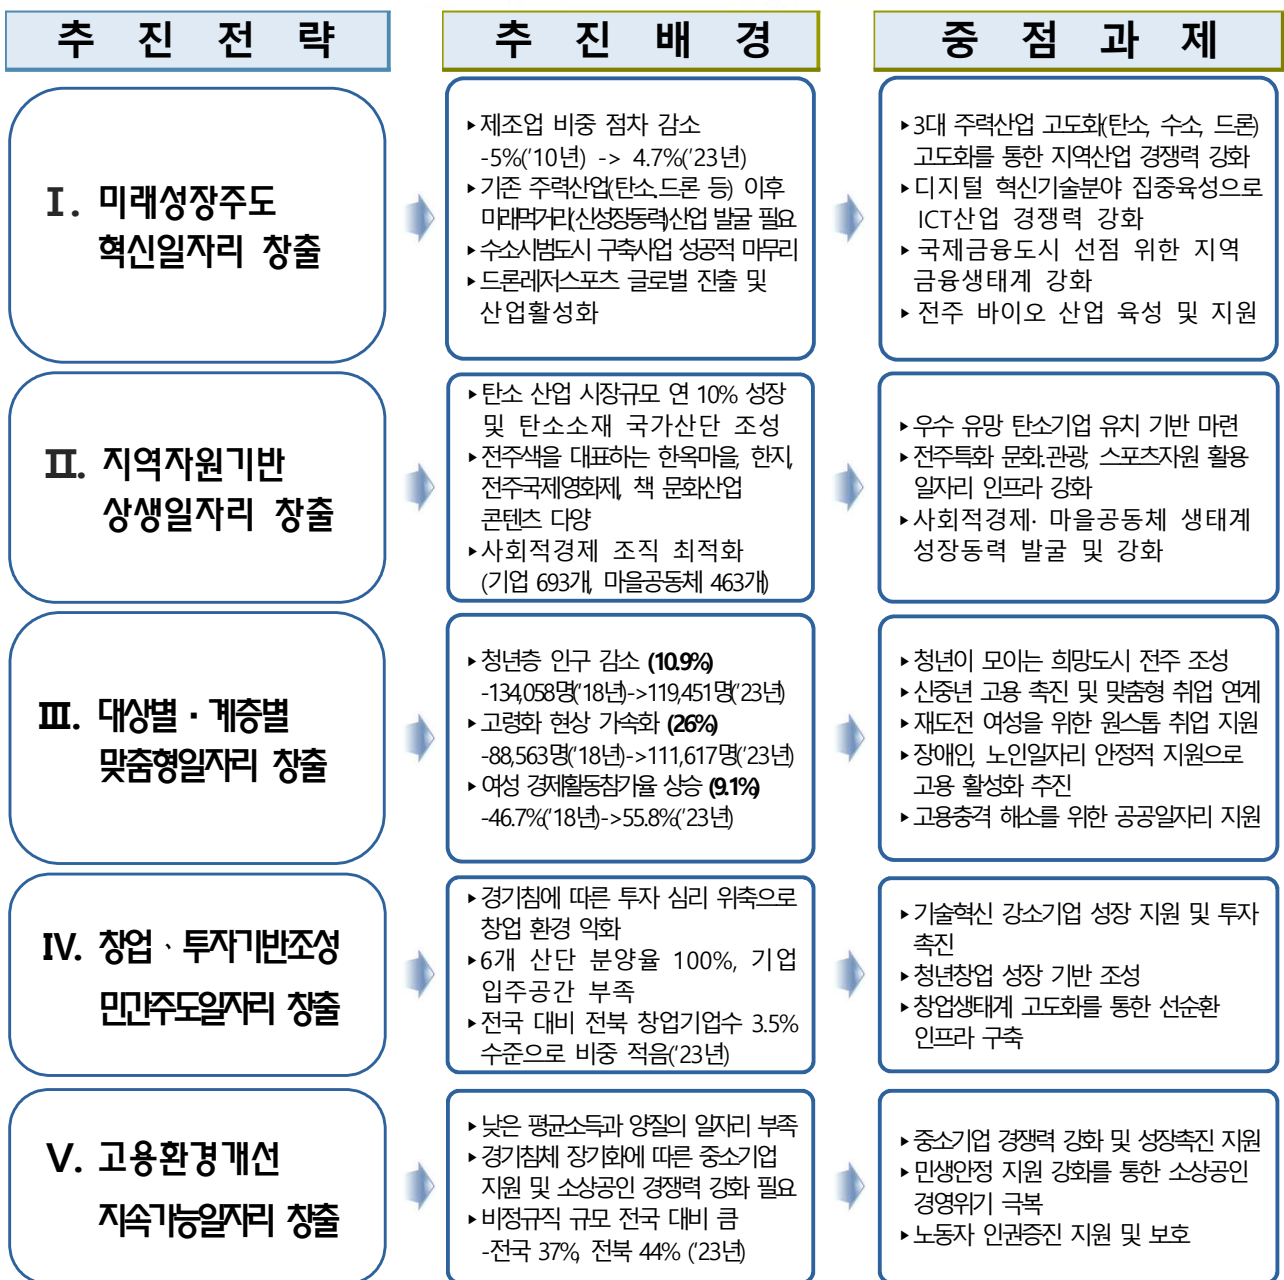 추 진 전 략
추 진 배 경
중 점 과 제
Ⅰ. 미래성장주도
혁신일자리 창출
▸제조업 비중 점차 감소
-5%('10년) -> 4.7%('23년)
▸기존 주력산업(탄소.드론 등) 이후
미래먹거리(신성장동력)산업 발굴 필요
▸수소시범도시 구축사업 성공적 마무리
▸드론레저스포츠 글로벌 진출 및
산업활성화
▸3대 주력산업 고도화(탄소, 수소, 드론)
고도화를 통한 지역산업 경쟁력 강화
▸디지털 혁신기술분야 집중육성으로
ICT산업 경쟁력 강화
▸국제금융도시 선점 위한 지역
금융생태계 강화
▸전주 바이오 산업 육성 및 지원
Ⅱ. 지역자원기반
상생일자리 창출
▸탄소 산업 시장규모 연 10% 성장
및 탄소소재 국가산단 조성
▸전주색을 대표하는 한옥마을, 한지,
전주국제영화제, 책 문화산업
콘텐츠 다양
▸사회적경제 조직 최적화
(기업 693개, 마을공동체 463개)
▸우수 유망 탄소기업 유치 기반 마련
▸전주특화 문화.관광, 스포츠자원 활용
일자리 인프라 강화
▸사회적경제· 마을공동체 생태계
성장동력 발굴 및 강화
Ⅲ. 대상별·계층별
맞춤형일자리 창출
▸청년층 인구 감소 (10.9%)
-134,058명('18년)->119,451명('23년)
▸고령화 현상 가속화 (26%)
-88,563명('18년)->111,617명('23년)
▸여성 경제활동참가율 상승 (9.1%)
-46.7%('18년)->55.8%('23년)
▸청년이 모이는 희망도시 전주 조성
▸신중년 고용 촉진 및 맞춤형 취업 연계
▸재도전 여성을 위한 원스톱 취업 지원
▸장애인, 노인일자리 안정적 지원으로
고용 활성화 추진
▸고용충격 해소를 위한 공공일자리 지원
Ⅳ. 창업、투자기반조성
민간주도일자리 창출
▸경기침에 따른 투자 심리 위축으로
창업 환경 악화
▸6개 산단 분양율 100%, 기업
입주공간 부족
▸전국 대비 전북 창업기업수 3.5%
수준으로 비중 적음('23년)
▸기술혁신 강소기업 성장 지원 및 투자
촉진
▸청년창업 성장 기반 조성
▸창업생태계 고도화를 통한 선순환
인프라 구축
Ⅴ. 고용환경개선
지속가능일자리 창출
▸낮은 평균소득과 양질의 일자리 부족
▸경기침체 장기화에 따른 중소기업
지원 및 소상공인 경쟁력 강화 필요
▸비정규직 규모 전국 대비 큼
-전국 37%, 전북 44% ('23년)
▸중소기업 경쟁력 강화 및 성장촉진 지원
▸민생안정 지원 강화를 통한 소상공인
경영위기 극복
▸노동자 인권증진 지원 및 보호